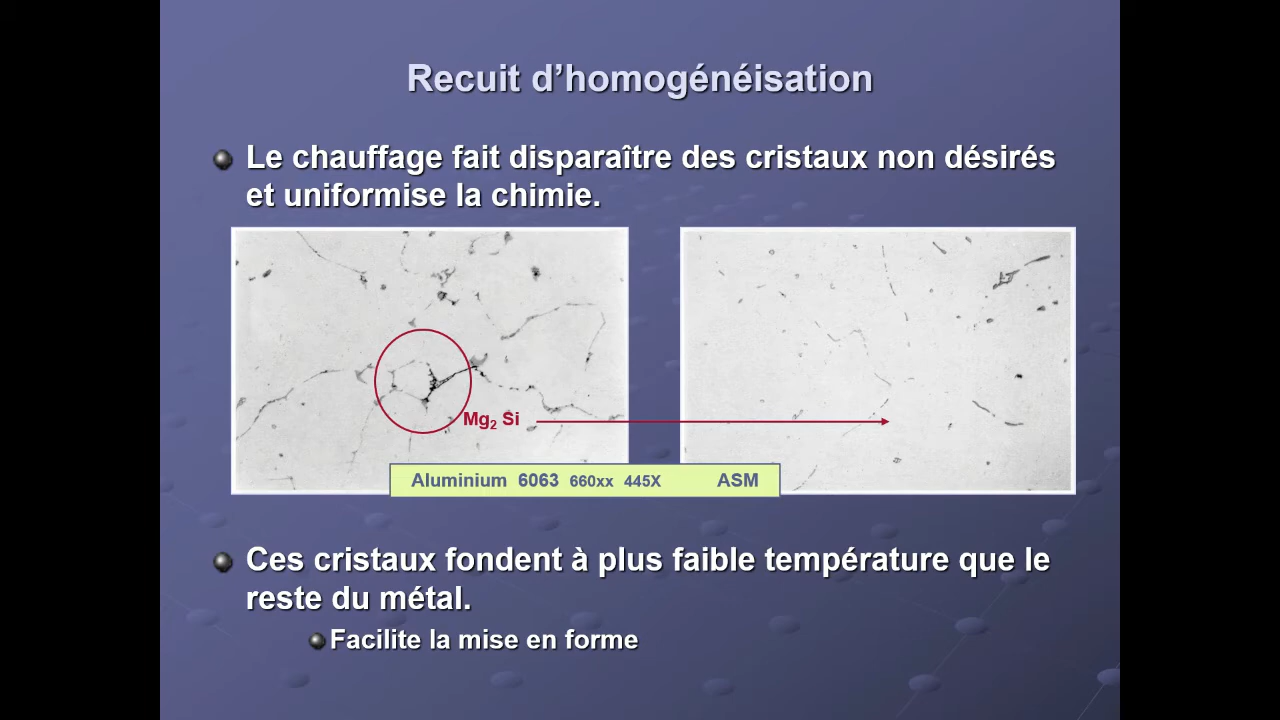 Recuit d’homogénéisation
Le chauffage fait disparaître des cristaux non désirés
et uniformise la chimie.
Mg₂ Si
Aluminium 6063 660xx 445X ASM
Ces cristaux fondent à plus faible température que le
reste du métal.
Facilite la mise en forme